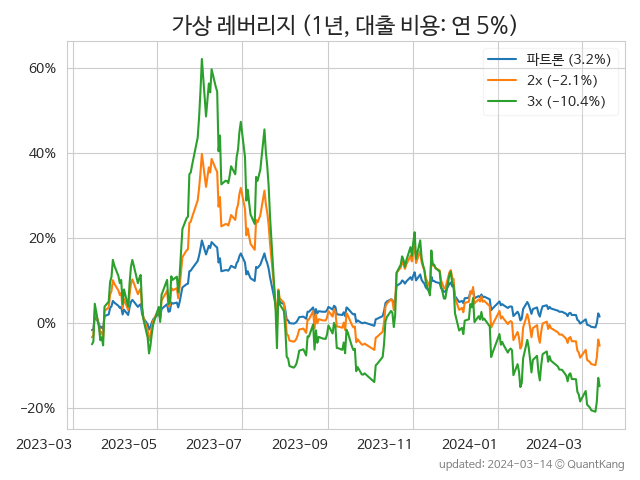 가상 레버리지 (1년, 대출 비용: 연 5%)
파트론 (3.2%)
2x (−2.1%)
3x (−10.4%)
60%
40%
20%
0%
−20%
2023-03 2023-05 2023-07 2023-09 2023-11 2024-01 2024-03
updated: 2024-03-14 © QuantKang